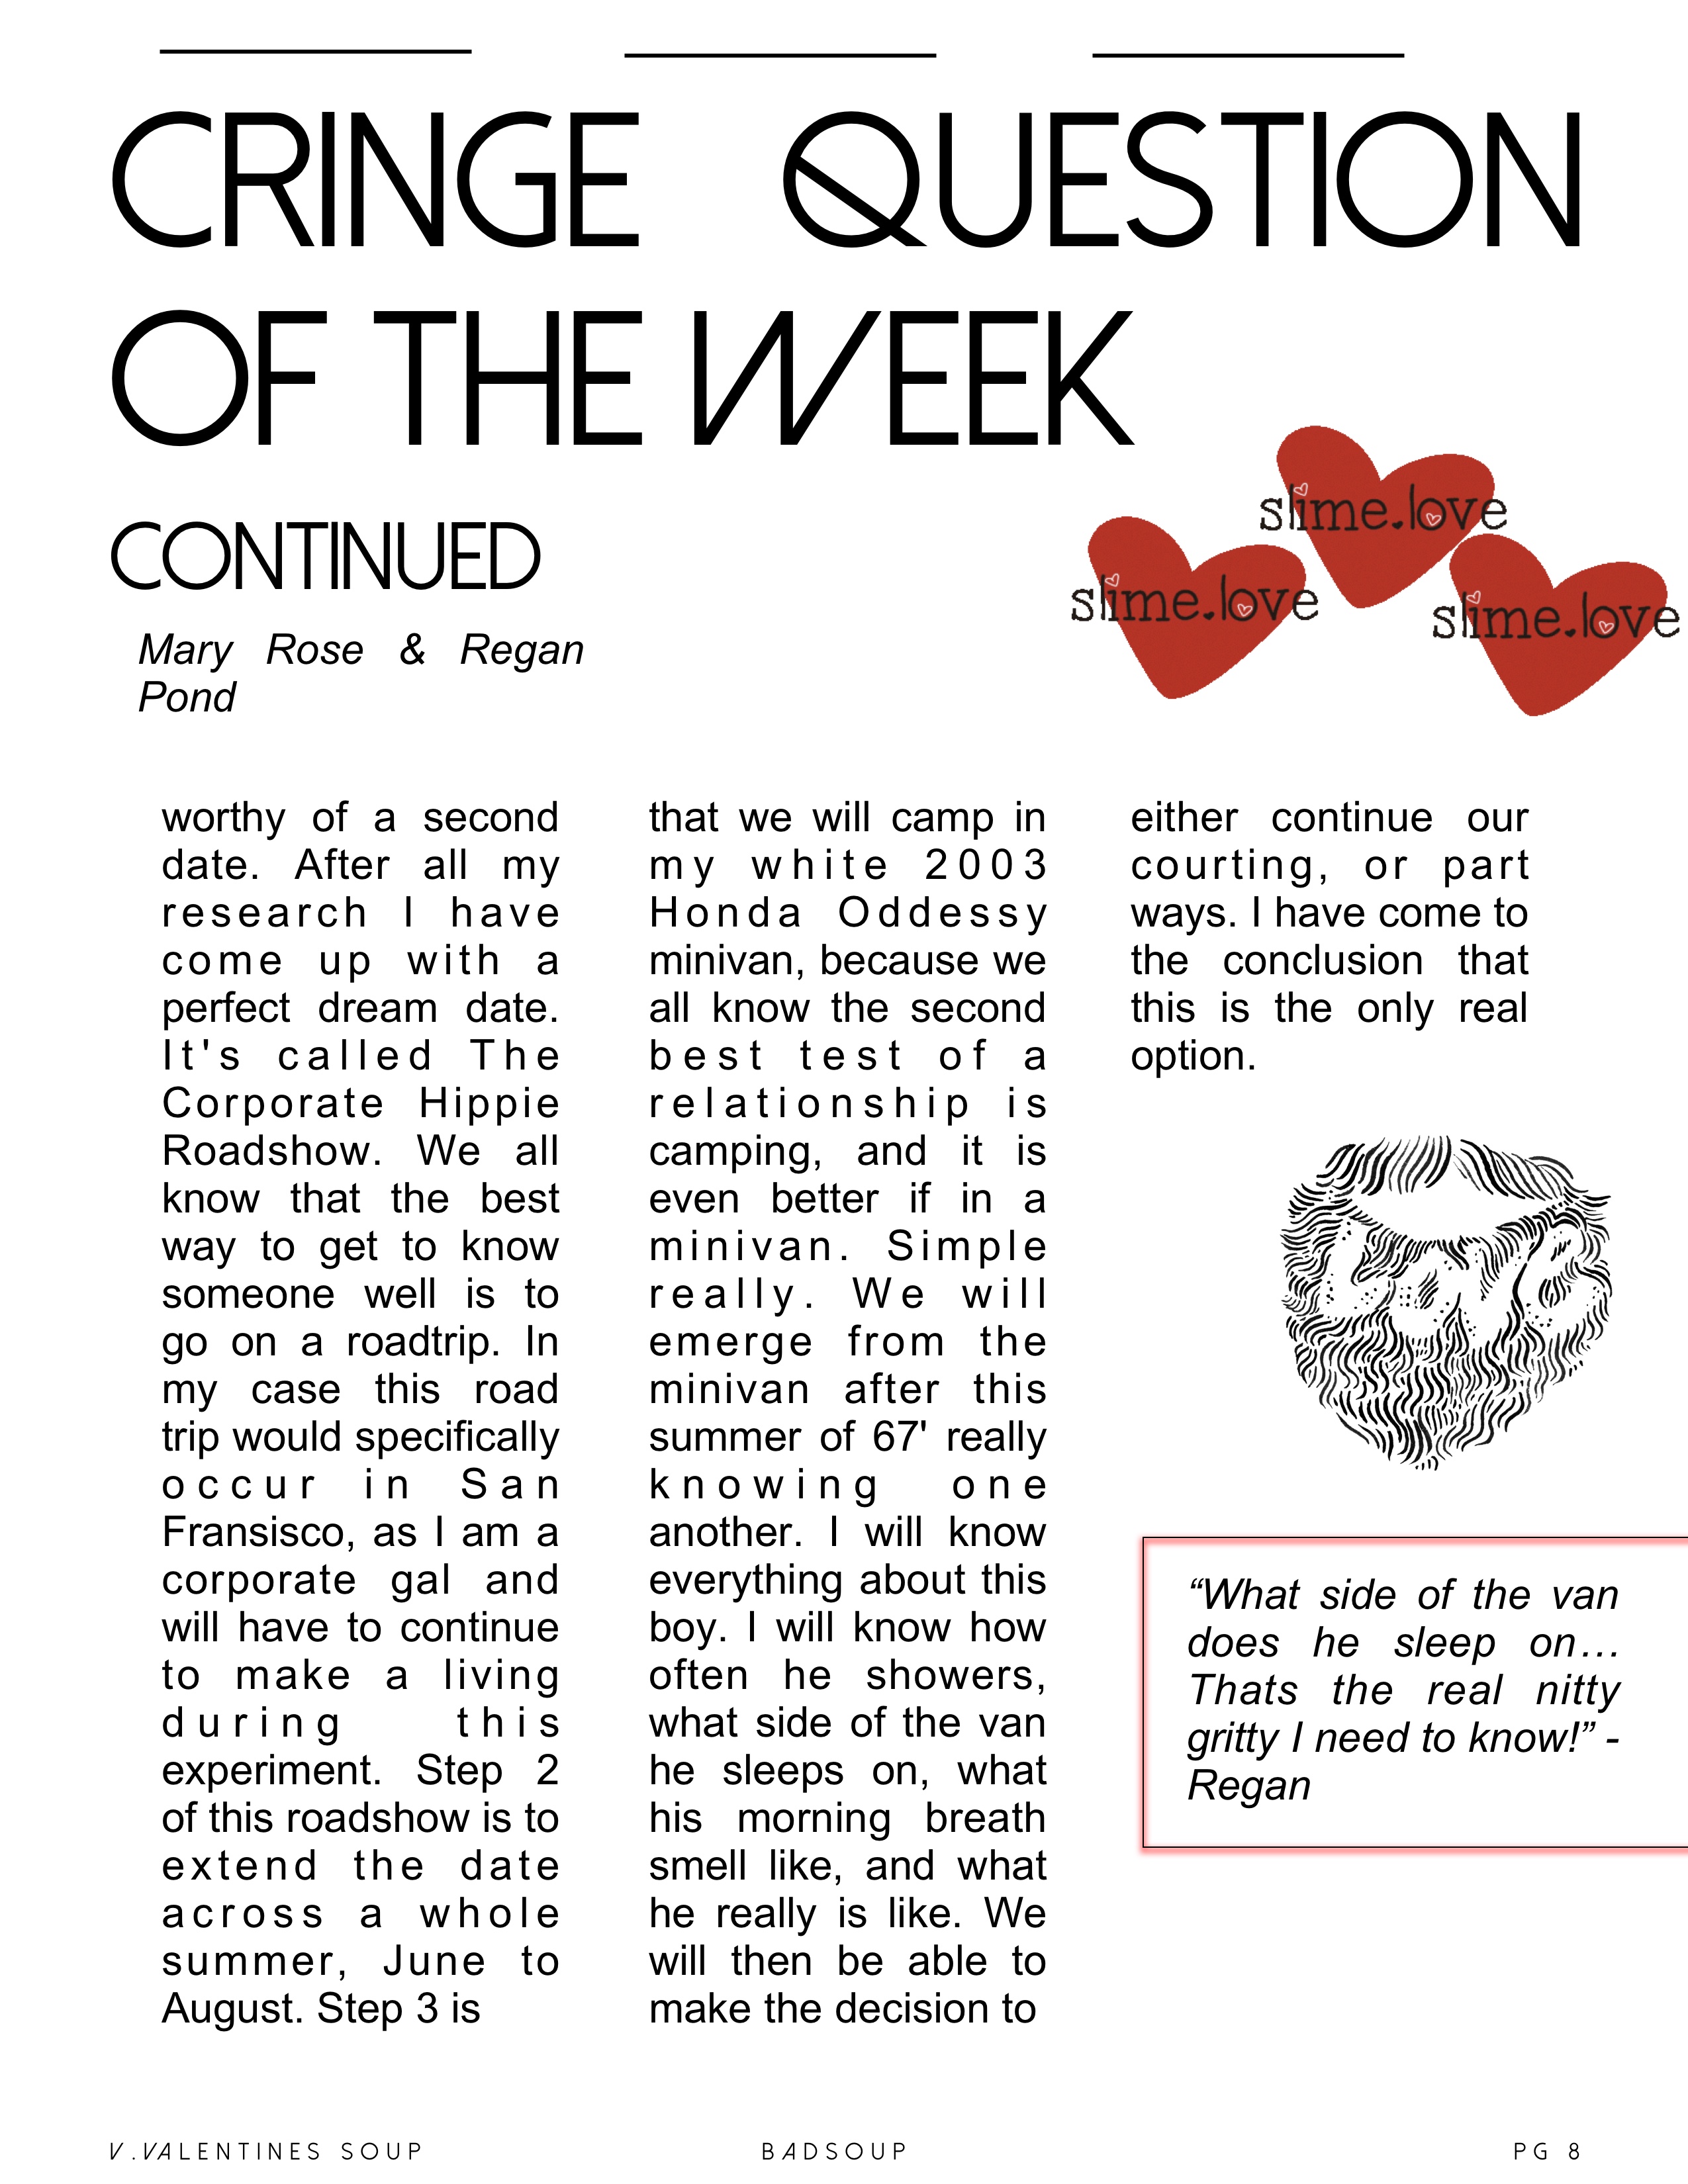 CRINGE QUESTION
OF THE WEEK
CONTINUED
slime.love
slime.love
slime.love
Mary Rose & Regan
Pond
worthy of a second
date. After all my
research I have
come up with a
perfect dream date.
It's called The
Corporate Hippie
Roadshow. We all
know that the best
way to get to know
someone well is to
go on a roadtrip. In
my case this road
trip would specifically
occur in San
Fransisco, as I am a
corporate gal and
will have to continue
to make a living
during this
experiment. Step 2
of this roadshow is to
extend the date
across a whole
summer, June to
August. Step 3 is
that we will camp in
my white 2003
Honda Oddessy
minivan, because we
all know the second
best test of a
relationship is
camping, and it is
even better if in a
minivan. Simple
really. We will
emerge from the
minivan after this
summer of 67' really
knowing one
another. I will know
everything about this
boy. I will know how
often he showers,
what side of the van
he sleeps on, what
his morning breath
smell like, and what
he really is like. We
will then be able to
make the decision to
either continue our
courting, or part
ways. I have come to
the conclusion that
this is the only real
option.
“What side of the van
does he sleep on…
Thats the real nitty
gritty I need to know!” -
Regan
V.VALENTINES SOUP
BADSOUP
PG 8